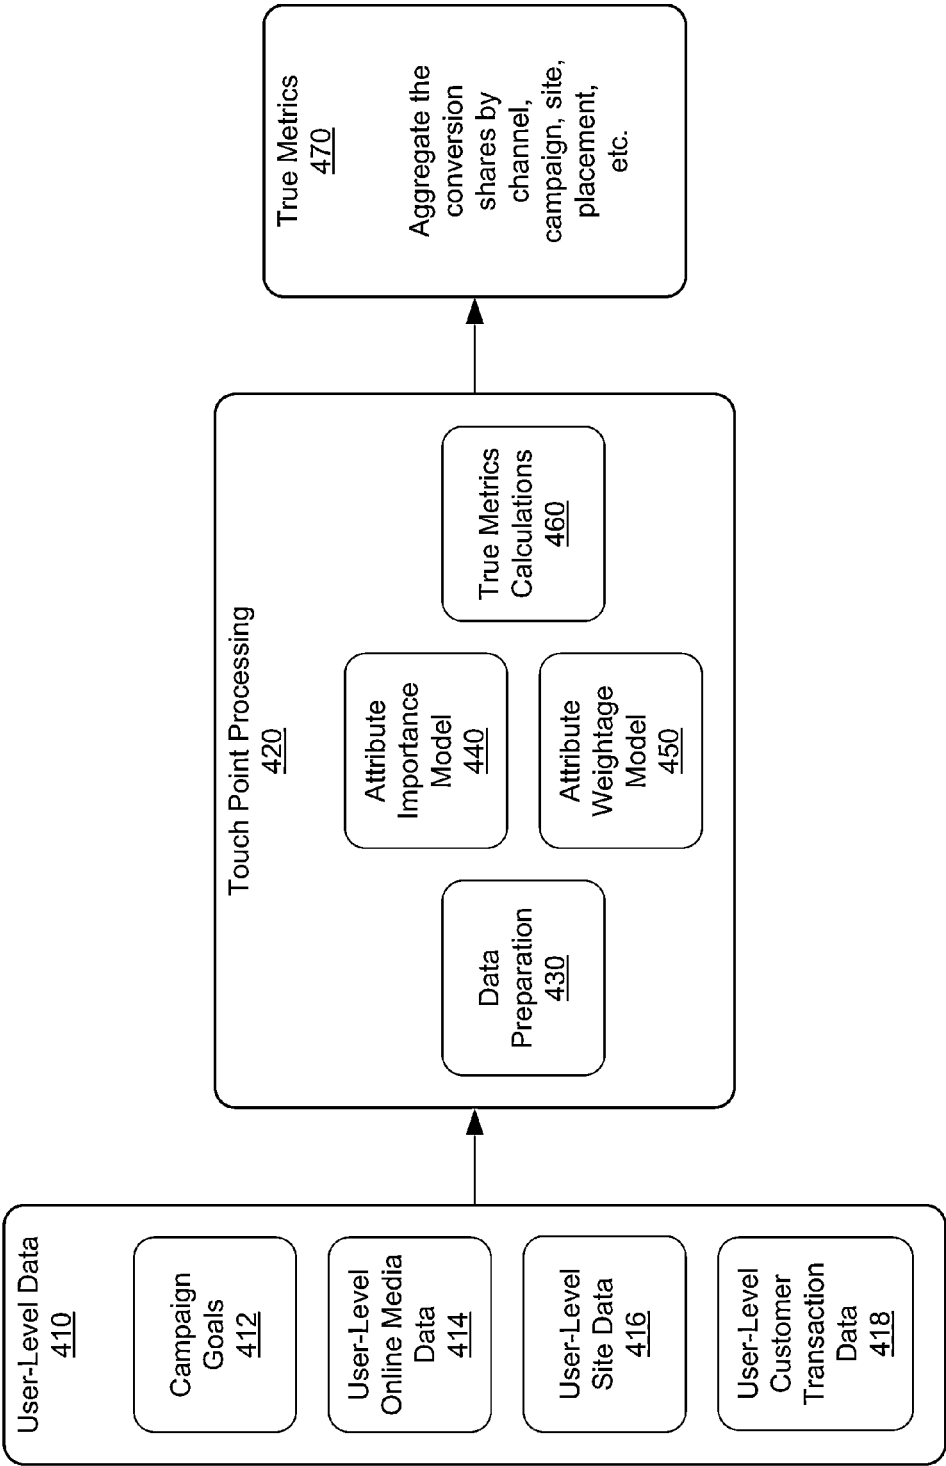 User-Level Data
410
Campaign
Goals
412
User-Level
Online Media
Data
414
User-Level
Site Data
416
User-Level
Customer
Transaction
Data
418
Touch Point Processing
420
Data
Preparation
430
Attribute
Importance
Model
440
Attribute
Weightage
Model
450
True Metrics
Calculations
460
True Metrics
470
Aggregate the
conversion
shares by
channel,
campaign, site,
placement,
etc.